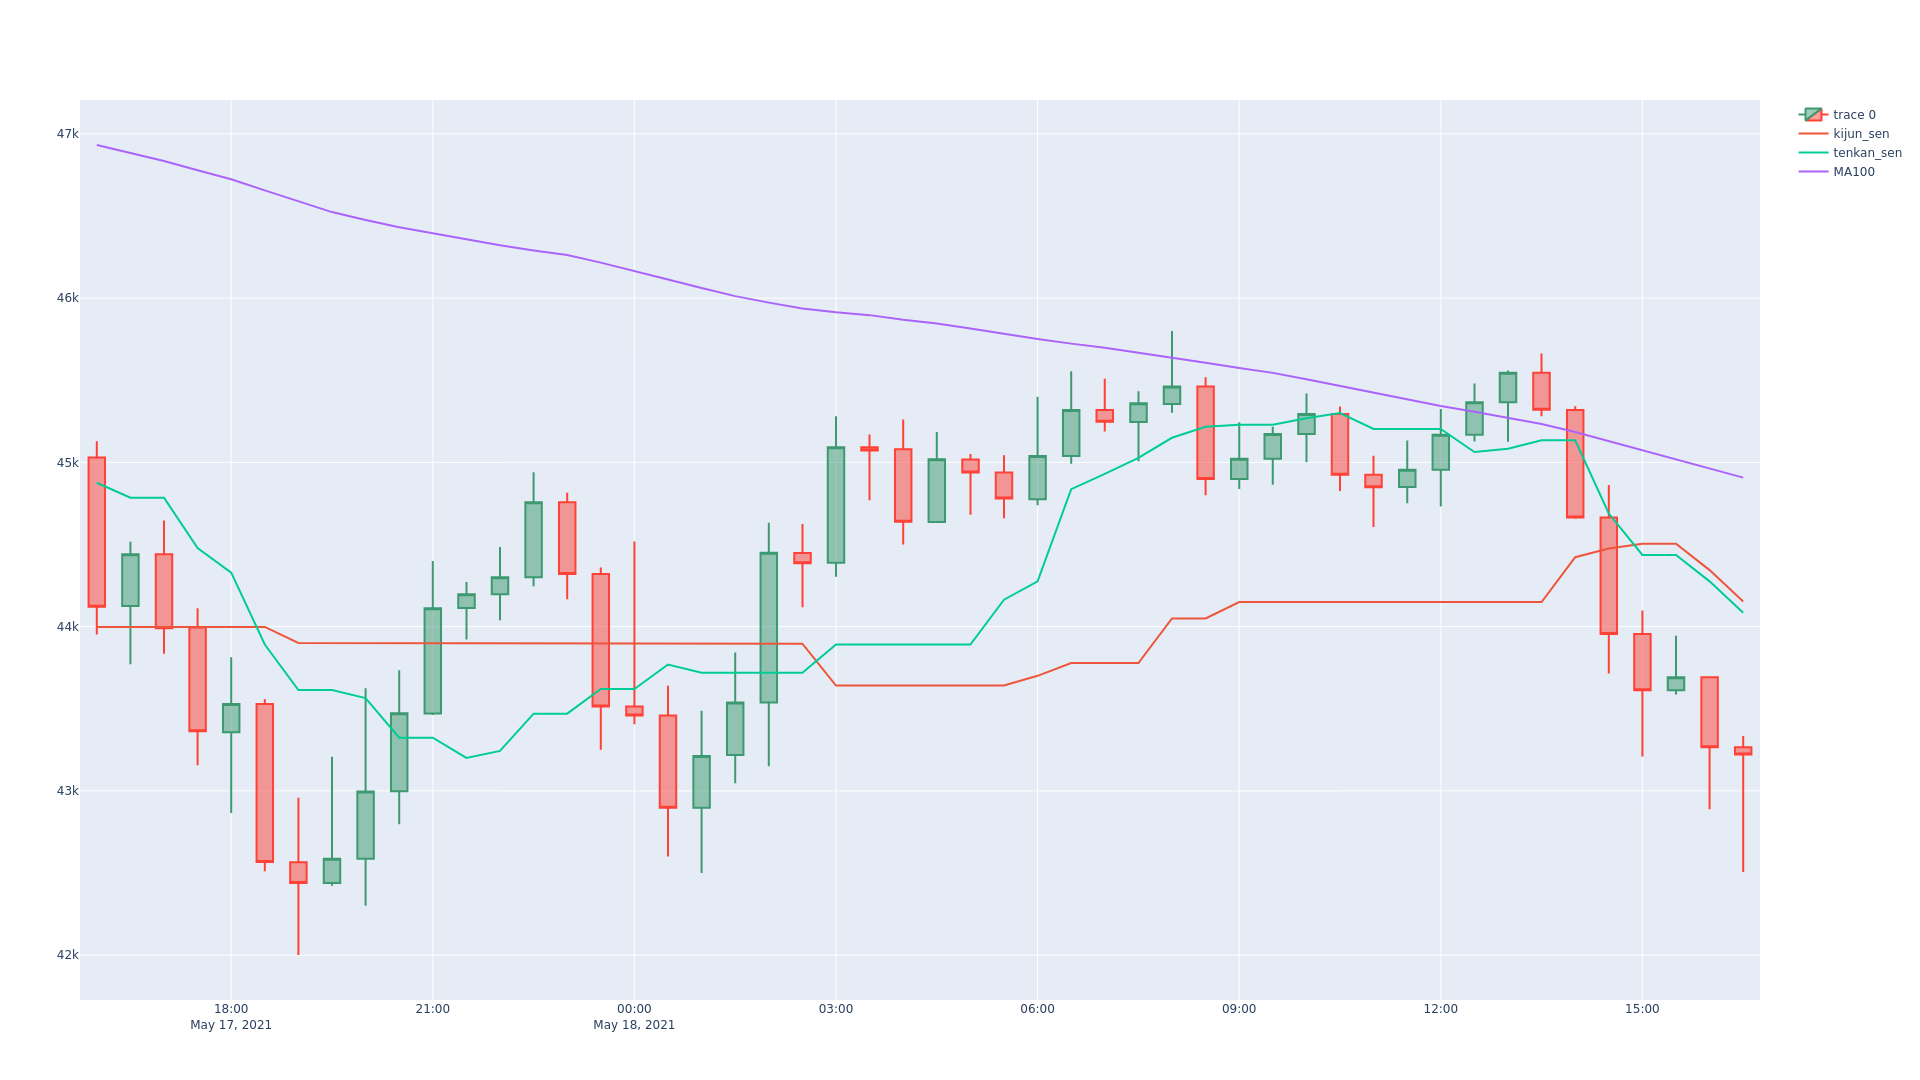 47k
46k
45k
44k
43k
42k
18:00
May 17, 2021
21:00
00:00
May 18, 2021
03:00
06:00
09:00
12:00
15:00
trace 0
kijun_sen
tenkan_sen
MA100